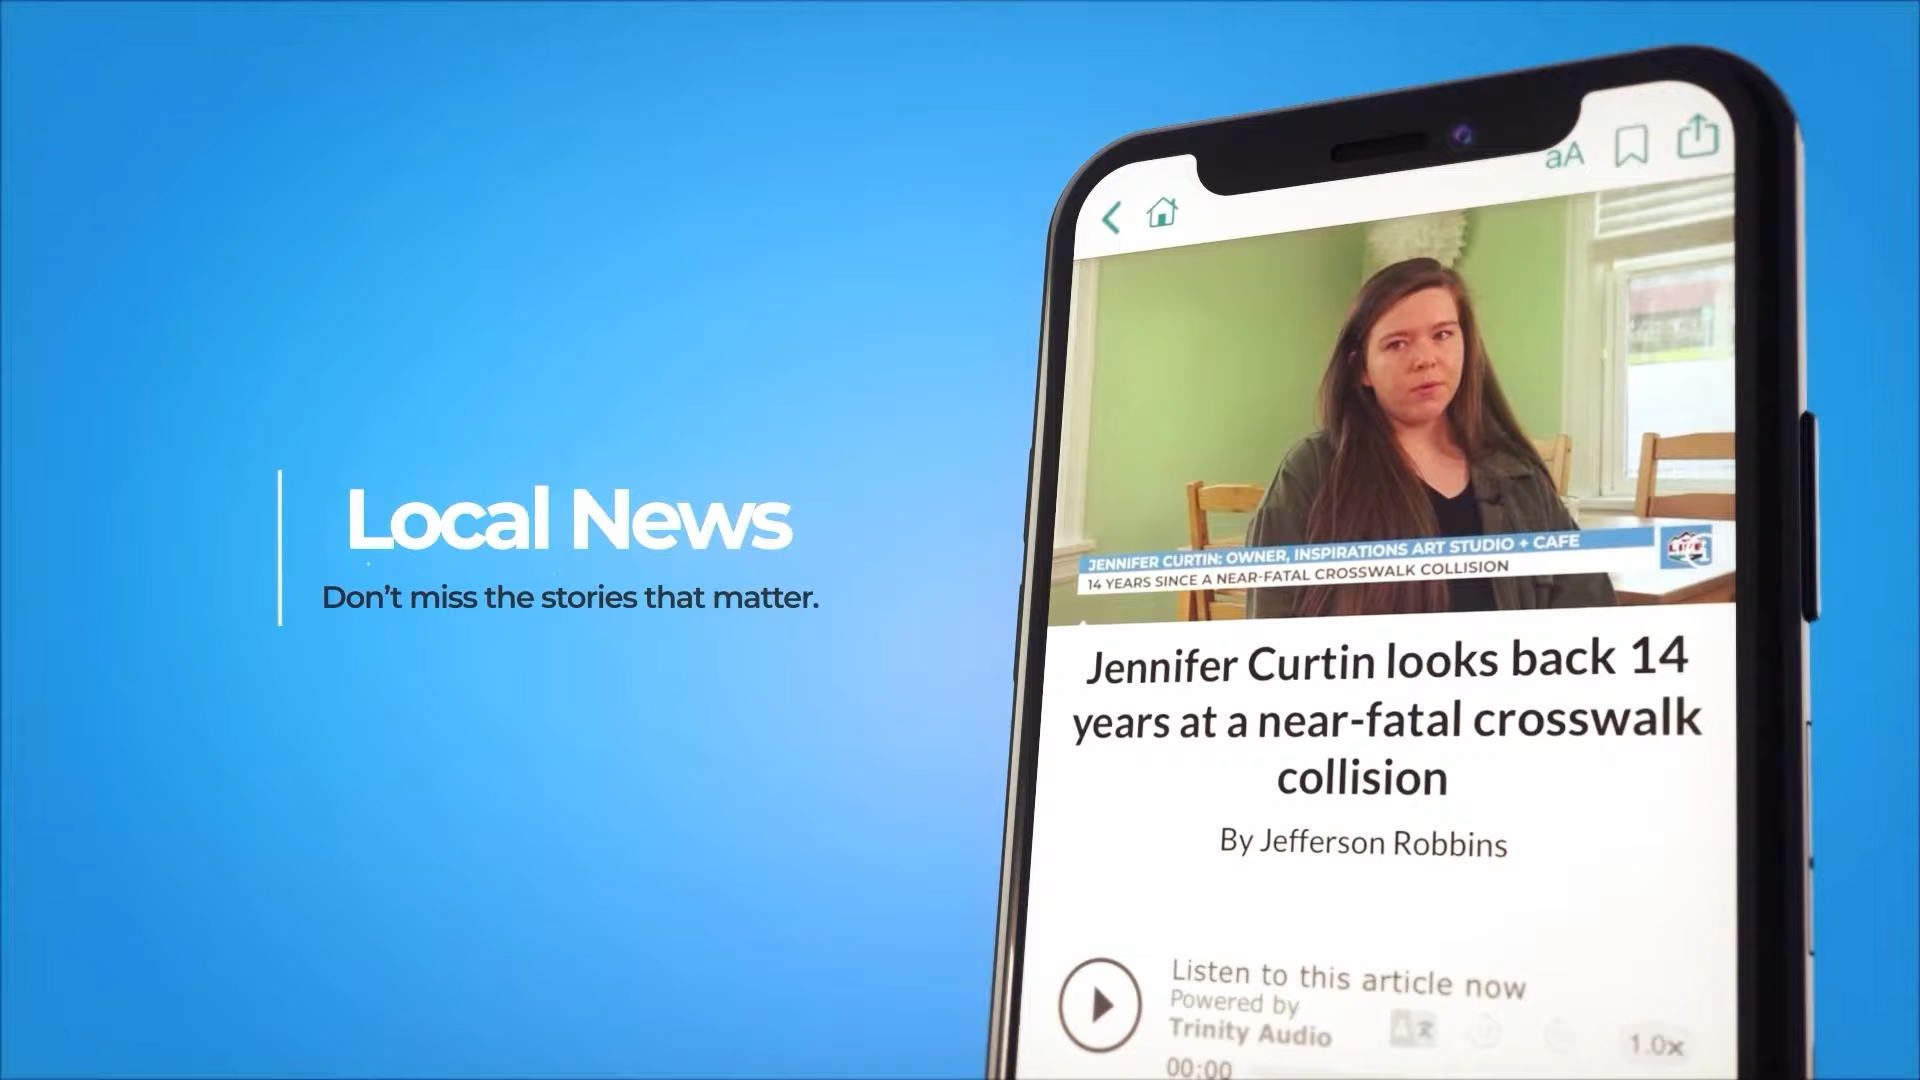 Local News
Don't miss the stories that matter.
aA
JENNIFER CURTIN: OWNER, INSPIRATIONS ART STUDIO + CAFE
14 YEARS SINCE A NEAR-FATAL CROSSWALK COLLISION
Jennifer Curtin looks back 14
years at a near-fatal crosswalk
collision
By Jefferson Robbins
Listen to this article now
Powered by
Trinity Audio
00:00
1.0x